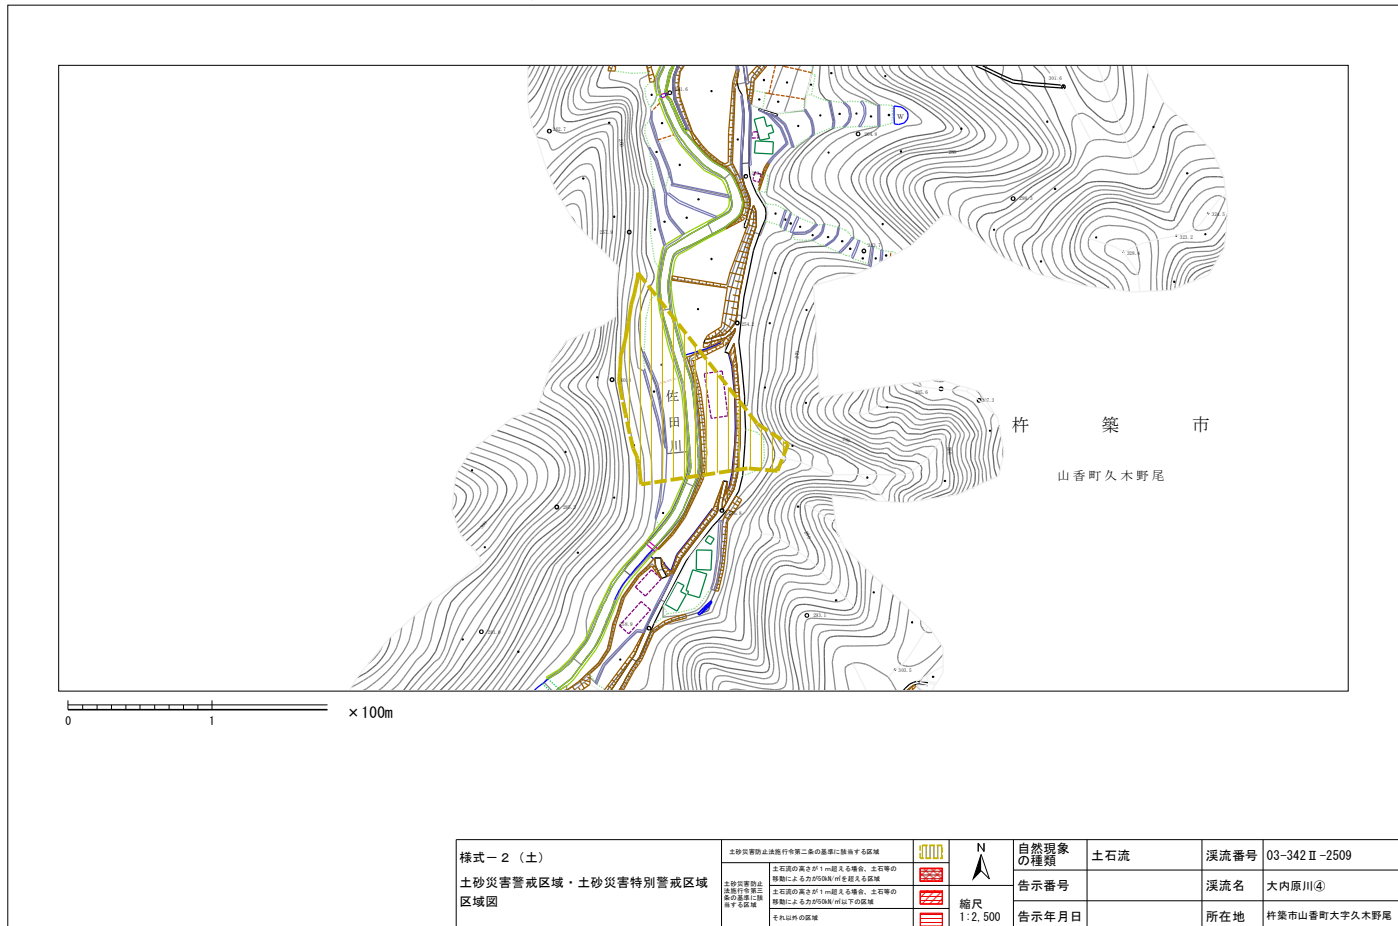 W
佐
田
川
杵 築 市
山香町久木野尾
0 1 ×100m
様式－２（土）
土砂災害警戒区域・土砂災害特別警戒区域
区域図
土砂災害防止法施行令第二条の基準に該当する区域
土砂災害防止
法施行令第三
条の基準に該
当する区域
土石流の高さが１ｍ超える場合、土石等の
移動による力が50kN/㎡を超える区域
土石流の高さが１ｍ超える場合、土石等の
移動による力が50kN/㎡以下の区域
それ以外の区域
N
縮尺
1:2,500
自然現象
の種類
土石流
渓流番号
03-342Ⅱ-2509
告示番号
渓流名
大内原川④
告示年月日
所在地
杵築市山香町大字久木野尾